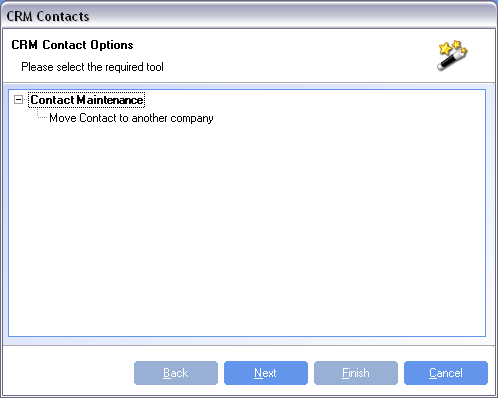 CRM Contacts
CRM Contact Options
Please select the required tool
Contact Maintenance
Move Contact to another company
Back Next Finish Cancel